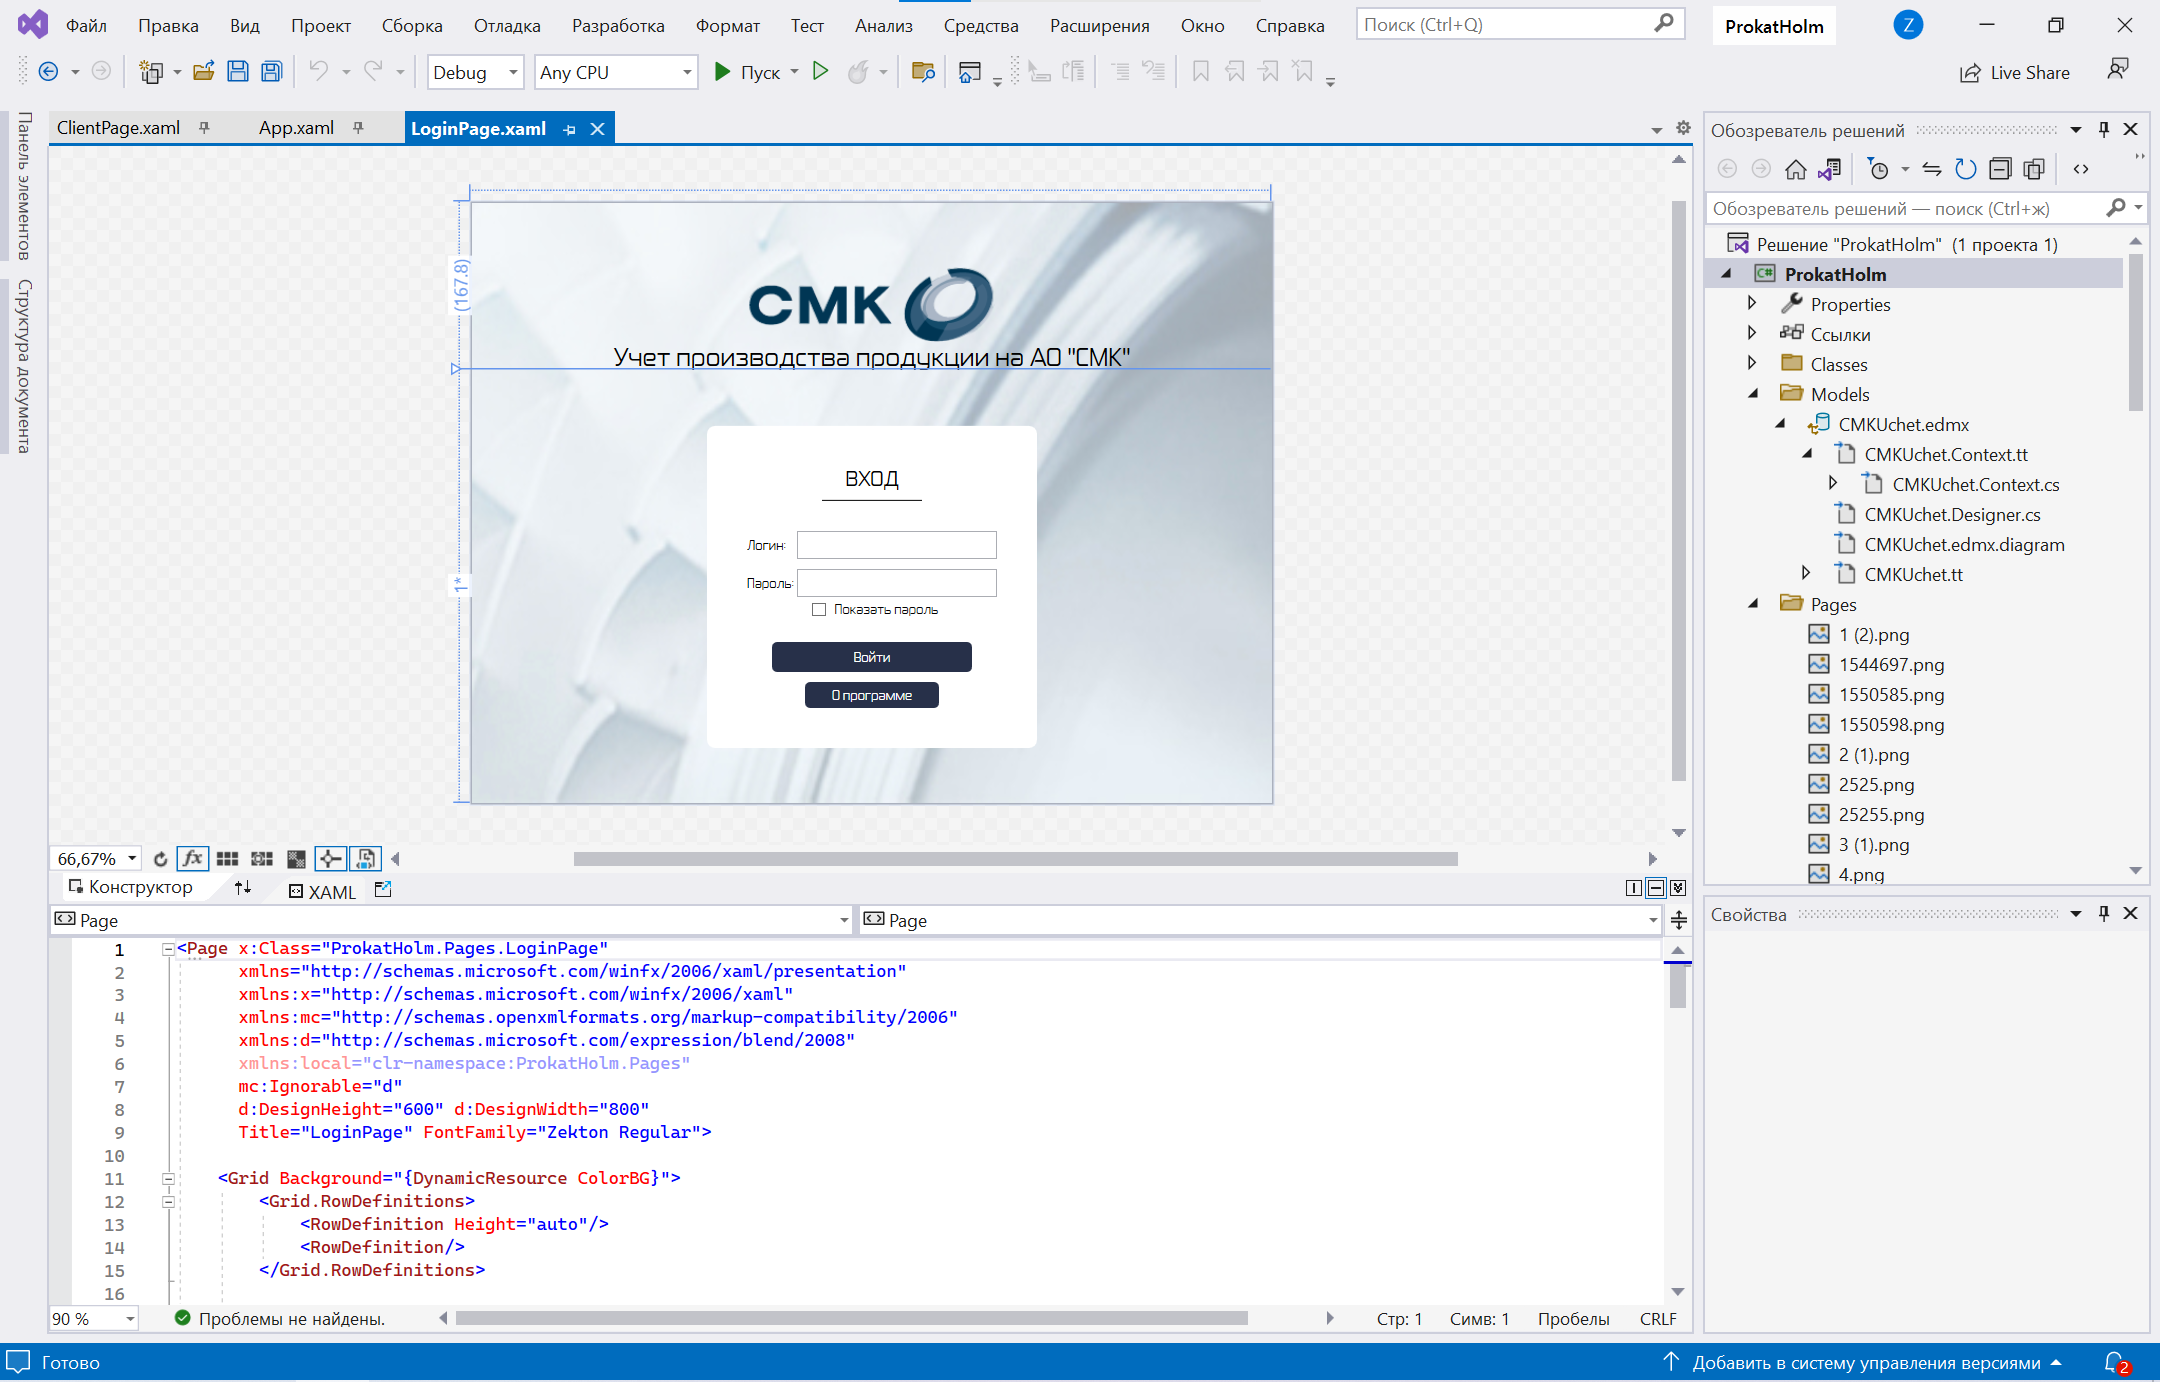 Файл Правка Вид Проект Сборка Отладка Разработка Формат Тест Анализ Средства Расширения Окно Справка Поиск (Ctrl+Q) ProkatHolm Z
Debug Any CPU Пуск Live Share
Панель элементов
Структура документа
ClientPage.xaml App.xaml LoginPage.xaml
(167.8)
1*
СМК
Учет производства продукции на АО "СМК"
ВХОД
Логин:
Пароль:
Показать пароль
Войти
О программе
66,67% fx
Конструктор XAML
Page Page
1 <Page x:Class="ProkatHolm.Pages.LoginPage"
2 xmlns="http://schemas.microsoft.com/winfx/2006/xaml/presentation"
3 xmlns:x="http://schemas.microsoft.com/winfx/2006/xaml"
4 xmlns:mc="http://schemas.openxmlformats.org/markup-compatibility/2006"
5 xmlns:d="http://schemas.microsoft.com/expression/blend/2008"
6 xmlns:local="clr-namespace:ProkatHolm.Pages"
7 mc:Ignorable="d"
8 d:DesignHeight="600" d:DesignWidth="800"
9 Title="LoginPage" FontFamily="Zekton Regular">
10
11 <Grid Background="{DynamicResource ColorBG}">
12 <Grid.RowDefinitions>
13 <RowDefinition Height="auto"/>
14 <RowDefinition/>
15 </Grid.RowDefinitions>
16
90 % Проблемы не найдены. Стр: 1 Симв: 1 Пробелы CRLF
Обозреватель решений
Обозреватель решений — поиск (Ctrl+ж)
Решение "ProkatHolm" (1 проекта 1)
C# ProkatHolm
Properties
Ссылки
Classes
Models
CMKUchet.edmx
CMKUchet.Context.tt
CMKUchet.Context.cs
CMKUchet.Designer.cs
CMKUchet.edmx.diagram
CMKUchet.tt
Pages
1 (2).png
1544697.png
1550585.png
1550598.png
2 (1).png
2525.png
25255.png
3 (1).png
4.png
Свойства
Готово Добавить в систему управления версиями 2